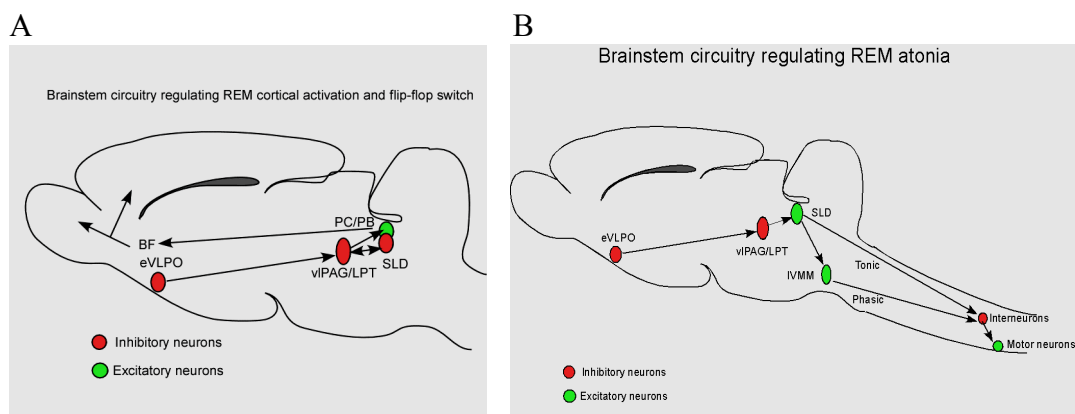 A
Brainstem circuitry regulating REM cortical activation and flip-flop switch
PC/PB
BF
eVLPO
vlPAG/LPT
SLD
Inhibitory neurons
Excitatory neurons
B
Brainstem circuitry regulating REM atonia
SLD
eVLPO
vlPAG/LPT
IVMM
Tonic
Phasic
Interneurons
Motor neurons
Inhibitory neurons
Excitatory neurons